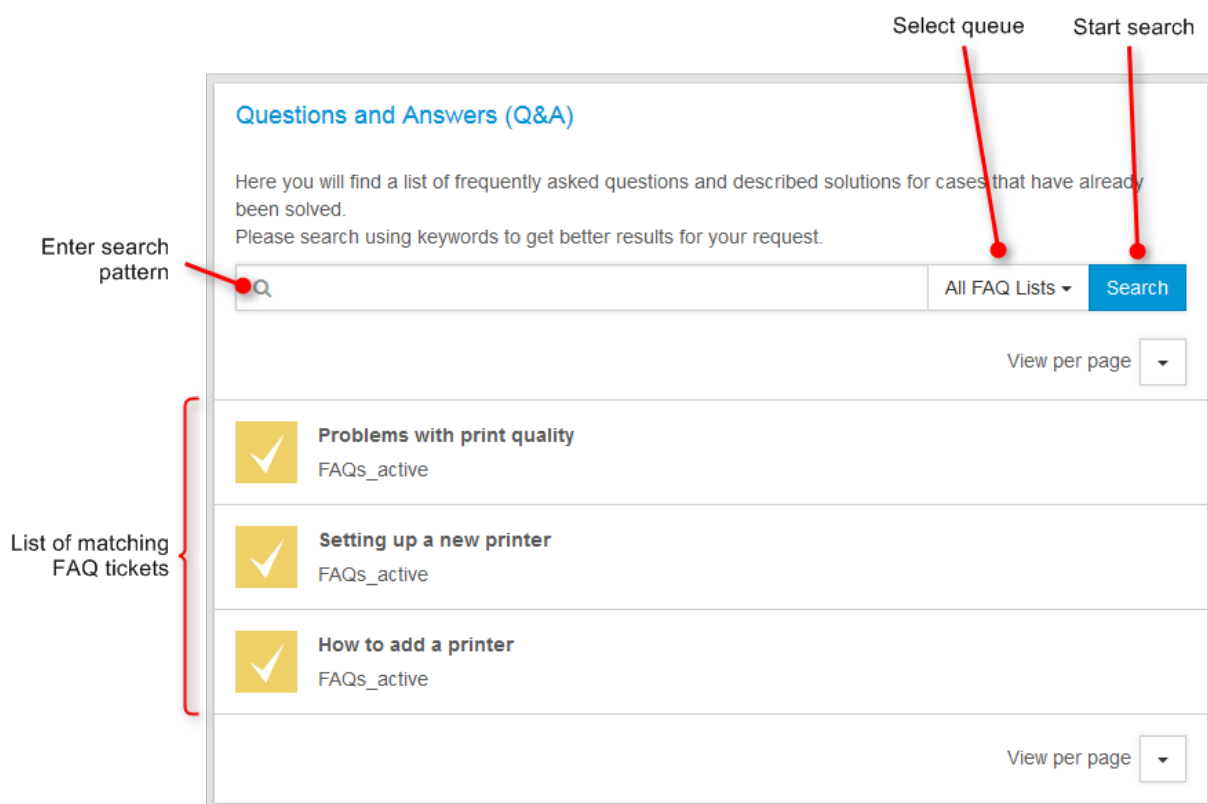 Select queue
Start search
Questions and Answers (Q&A)
Here you will find a list of frequently asked questions and described solutions for cases that have already
been solved.
Please search using keywords to get better results for your request.
Enter search
pattern
All FAQ Lists
Search
View per page
Problems with print quality
FAQs_active
List of matching
FAQ tickets
Setting up a new printer
FAQs_active
How to add a printer
FAQs_active
View per page